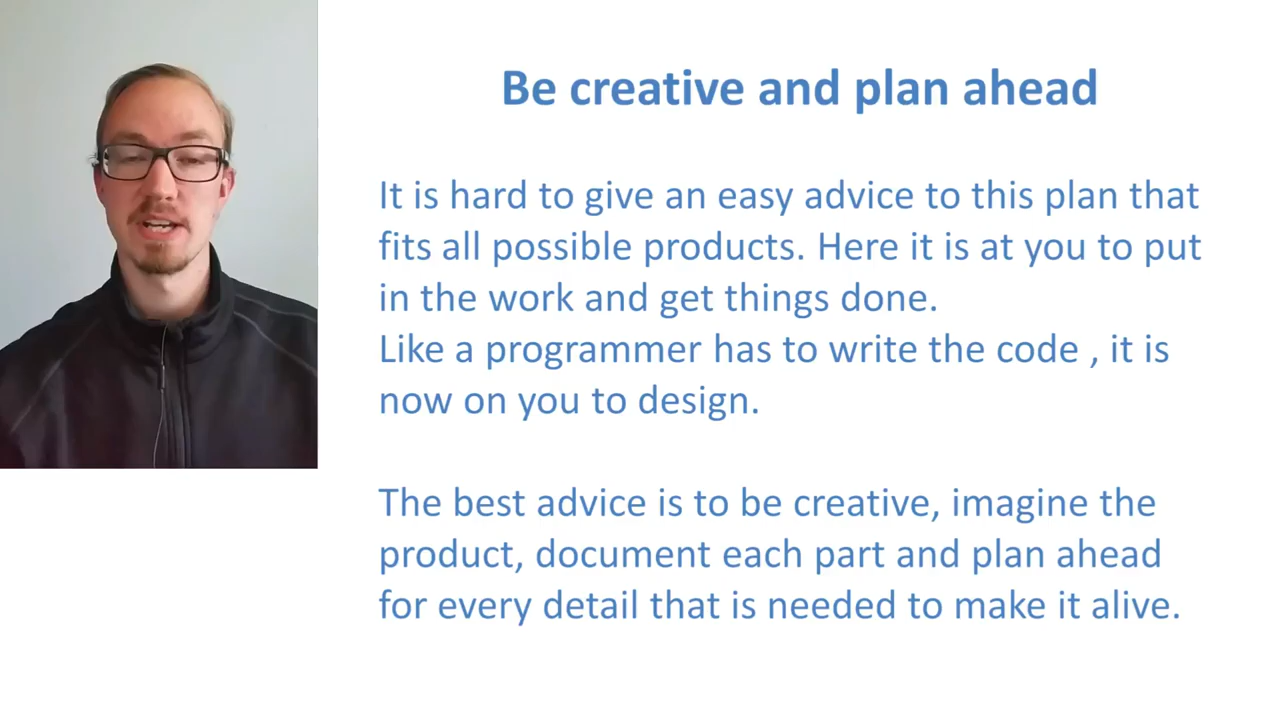 Be creative and plan ahead
It is hard to give an easy advice to this plan that
fits all possible products. Here it is at you to put
in the work and get things done.
Like a programmer has to write the code , it is
now on you to design.
The best advice is to be creative, imagine the
product, document each part and plan ahead
for every detail that is needed to make it alive.